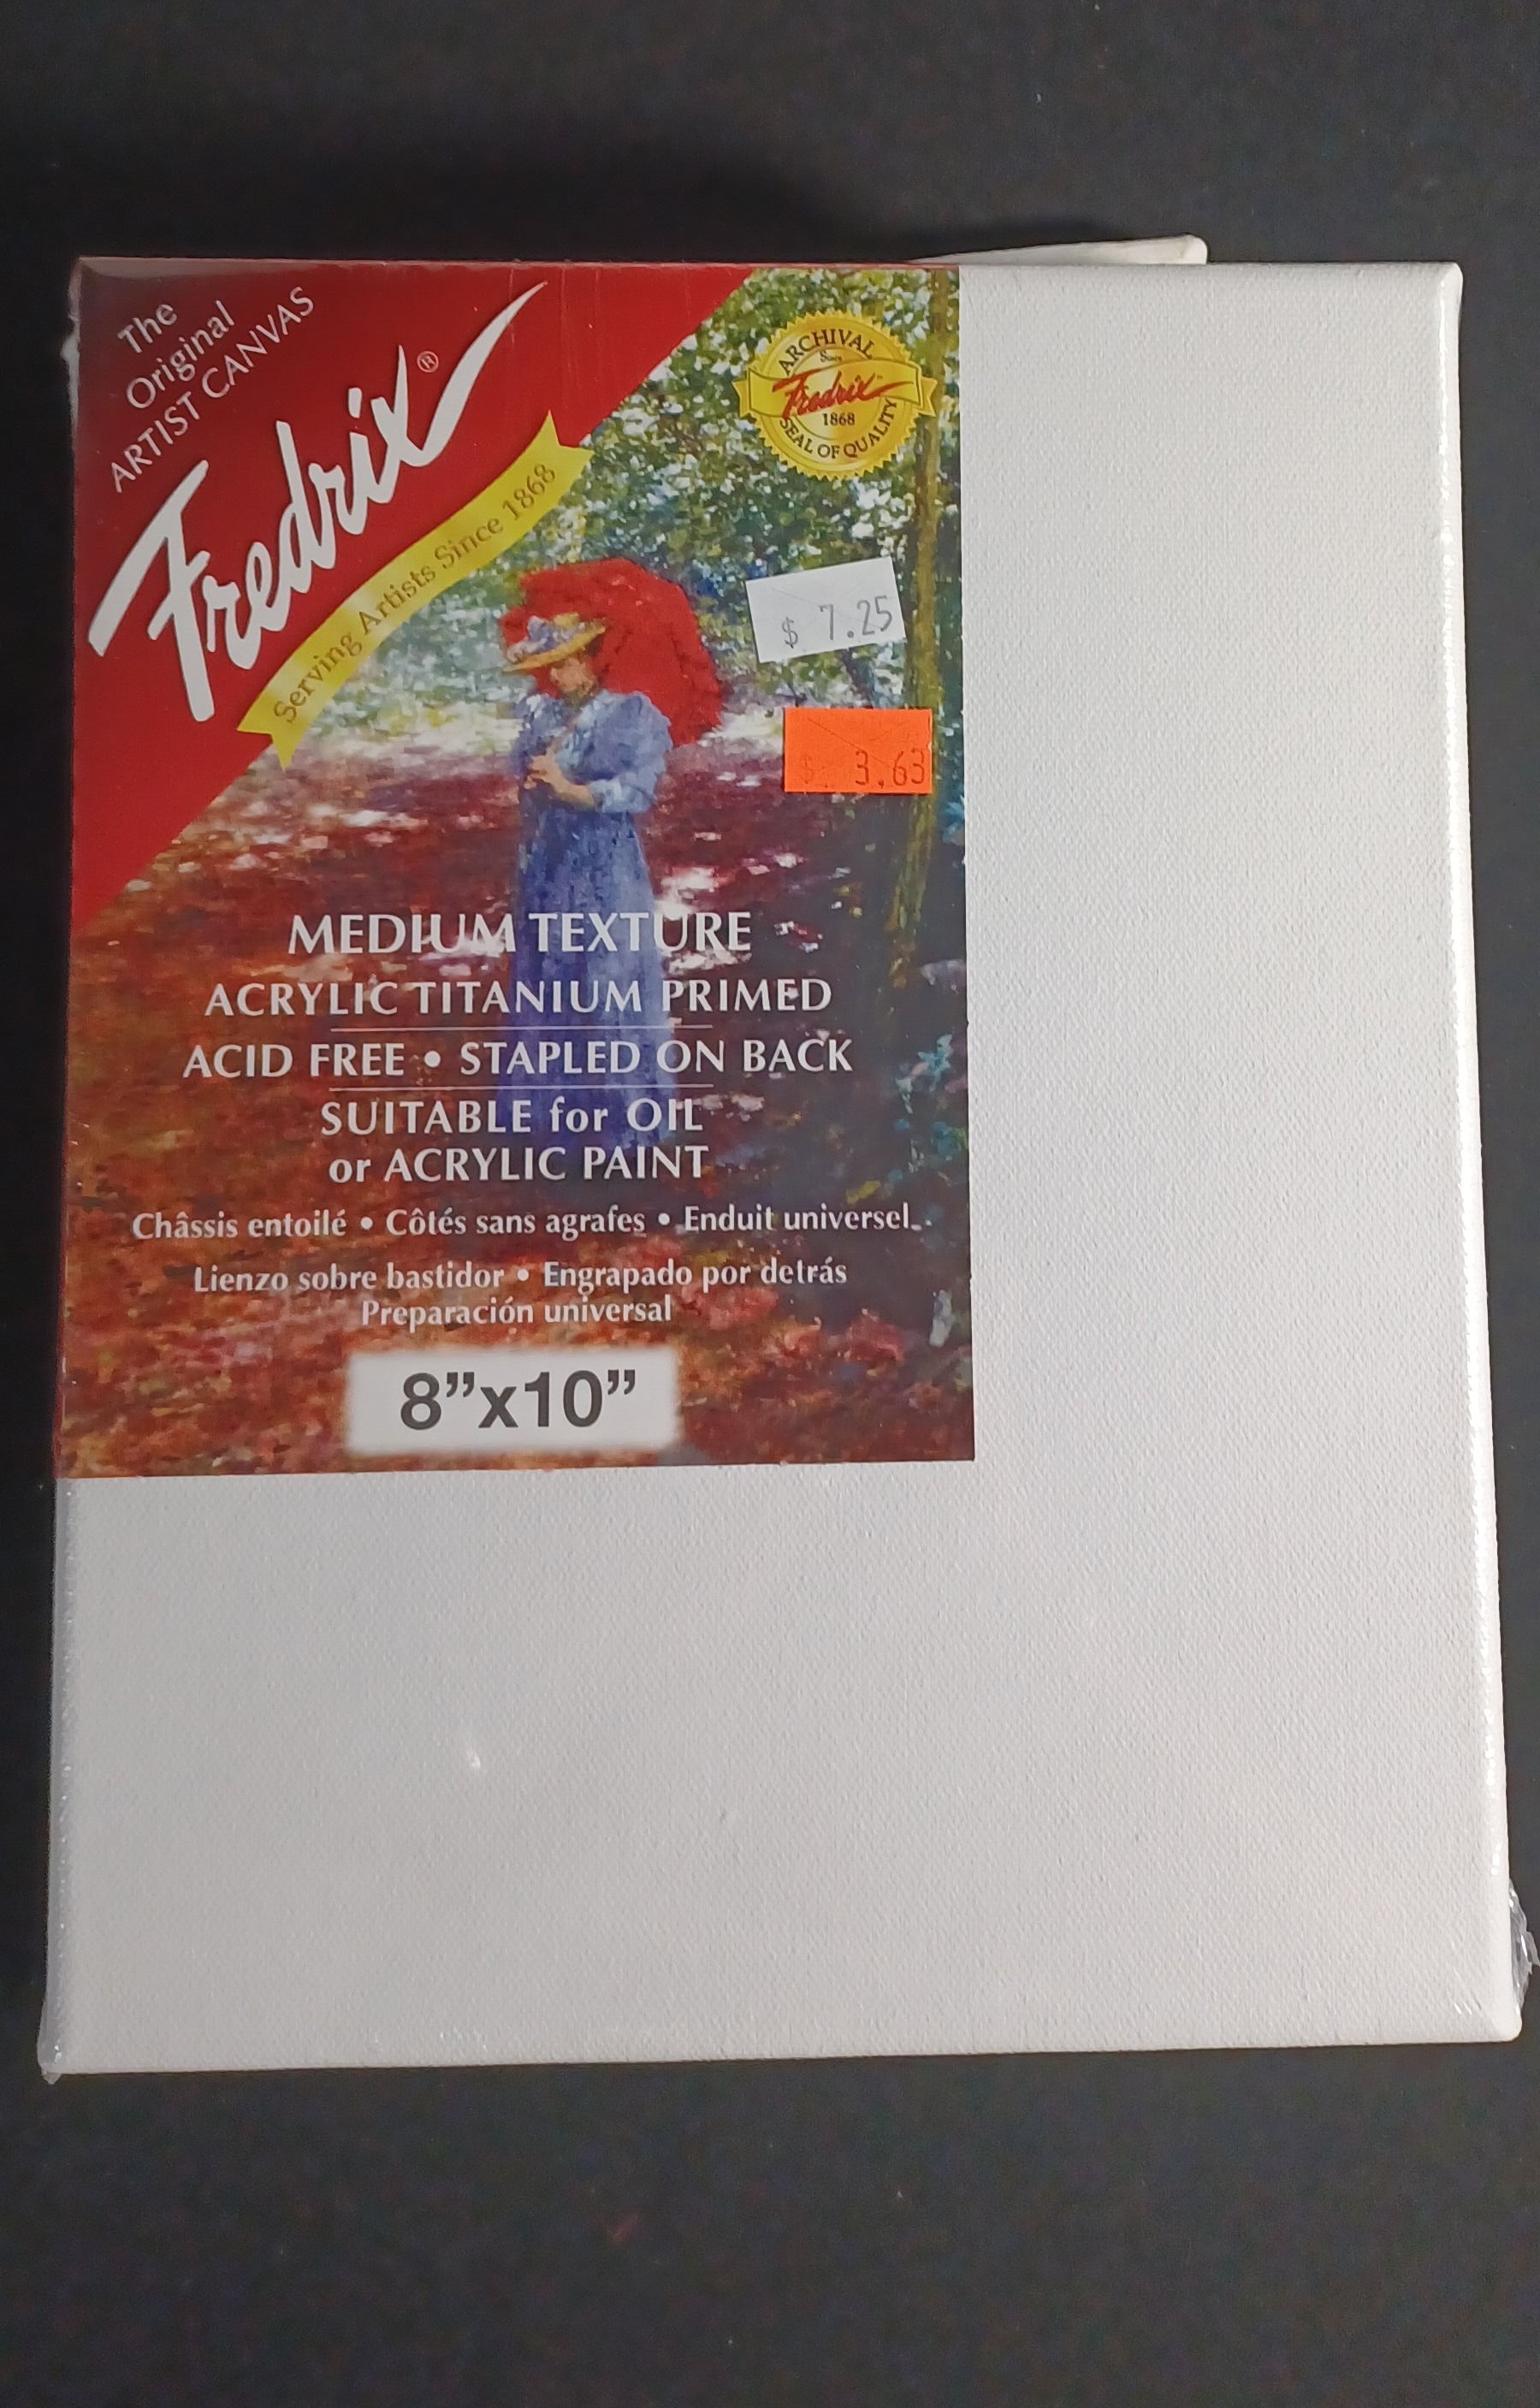 The
Original
ARTIST CANVAS
Fredrix®
Serving Artists Since 1868
ARCHIVAL
Since
Fredrix™
1868
SEAL OF QUALITY
$ 7.25
$ 3.63
MEDIUM TEXTURE
ACRYLIC TITANIUM PRIMED
ACID FREE • STAPLED ON BACK
SUITABLE for OIL
or ACRYLIC PAINT
Châssis entoilé • Côtés sans agrafes • Enduit universel
Lienzo sobre bastidor • Engrapado por detrás
Preparación universal
8”x10”